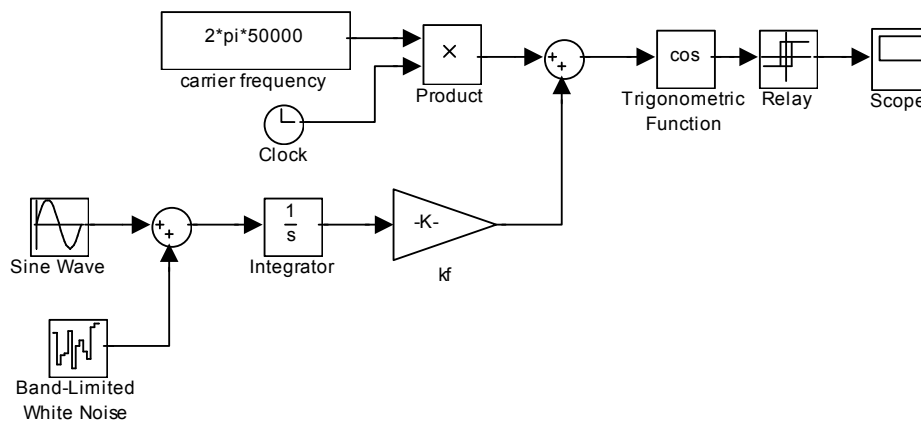 2*pi*50000
carrier frequency
×
Product
Clock
+
+
cos
Trigonometric
Function
Relay
Scope
Sine Wave
+
+
1
s
Integrator
-K-
kf
Band-Limited
White Noise